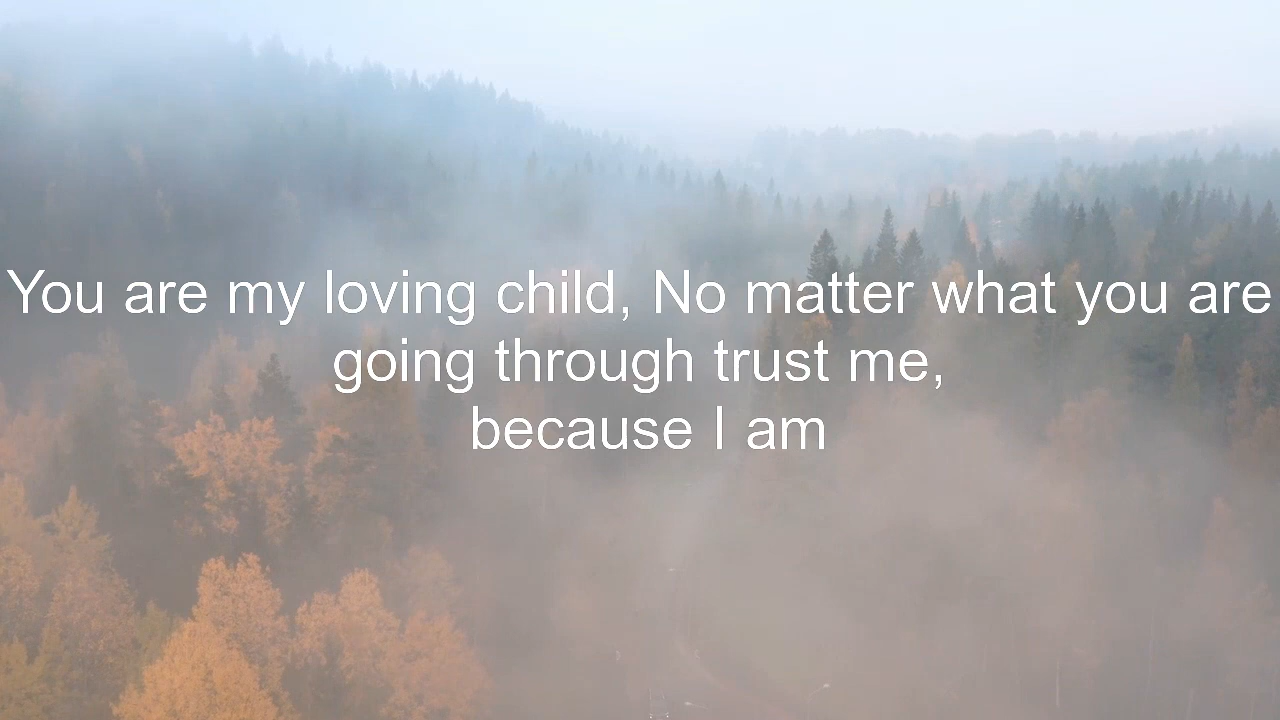 You are my loving child, No matter what you are
going through trust me,
because I am